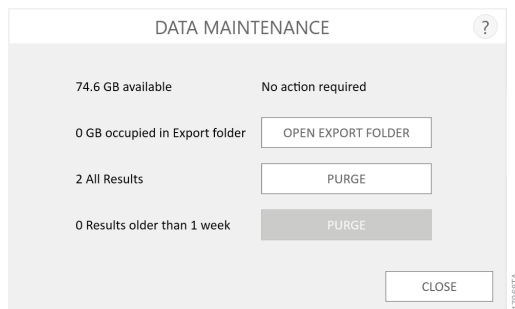 DATA MAINTENANCE ?
74.6 GB available No action required
0 GB occupied in Export folder OPEN EXPORT FOLDER
2 All Results PURGE
0 Results older than 1 week PURGE
CLOSE